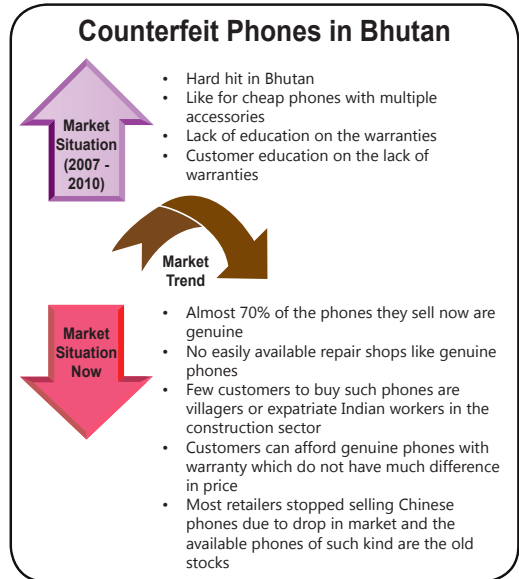 Counterfeit Phones in Bhutan
Market
Situation
(2007 -
2010)
• Hard hit in Bhutan
• Like for cheap phones with multiple
accessories
• Lack of education on the warranties
• Customer education on the lack of
warranties
Market
Trend
Market
Situation
Now
• Almost 70% of the phones they sell now are
genuine
• No easily available repair shops like genuine
phones
• Few customers to buy such phones are
villagers or expatriate Indian workers in the
construction sector
• Customers can afford genuine phones with
warranty which do not have much difference
in price
• Most retailers stopped selling Chinese
phones due to drop in market and the
available phones of such kind are the old
stocks